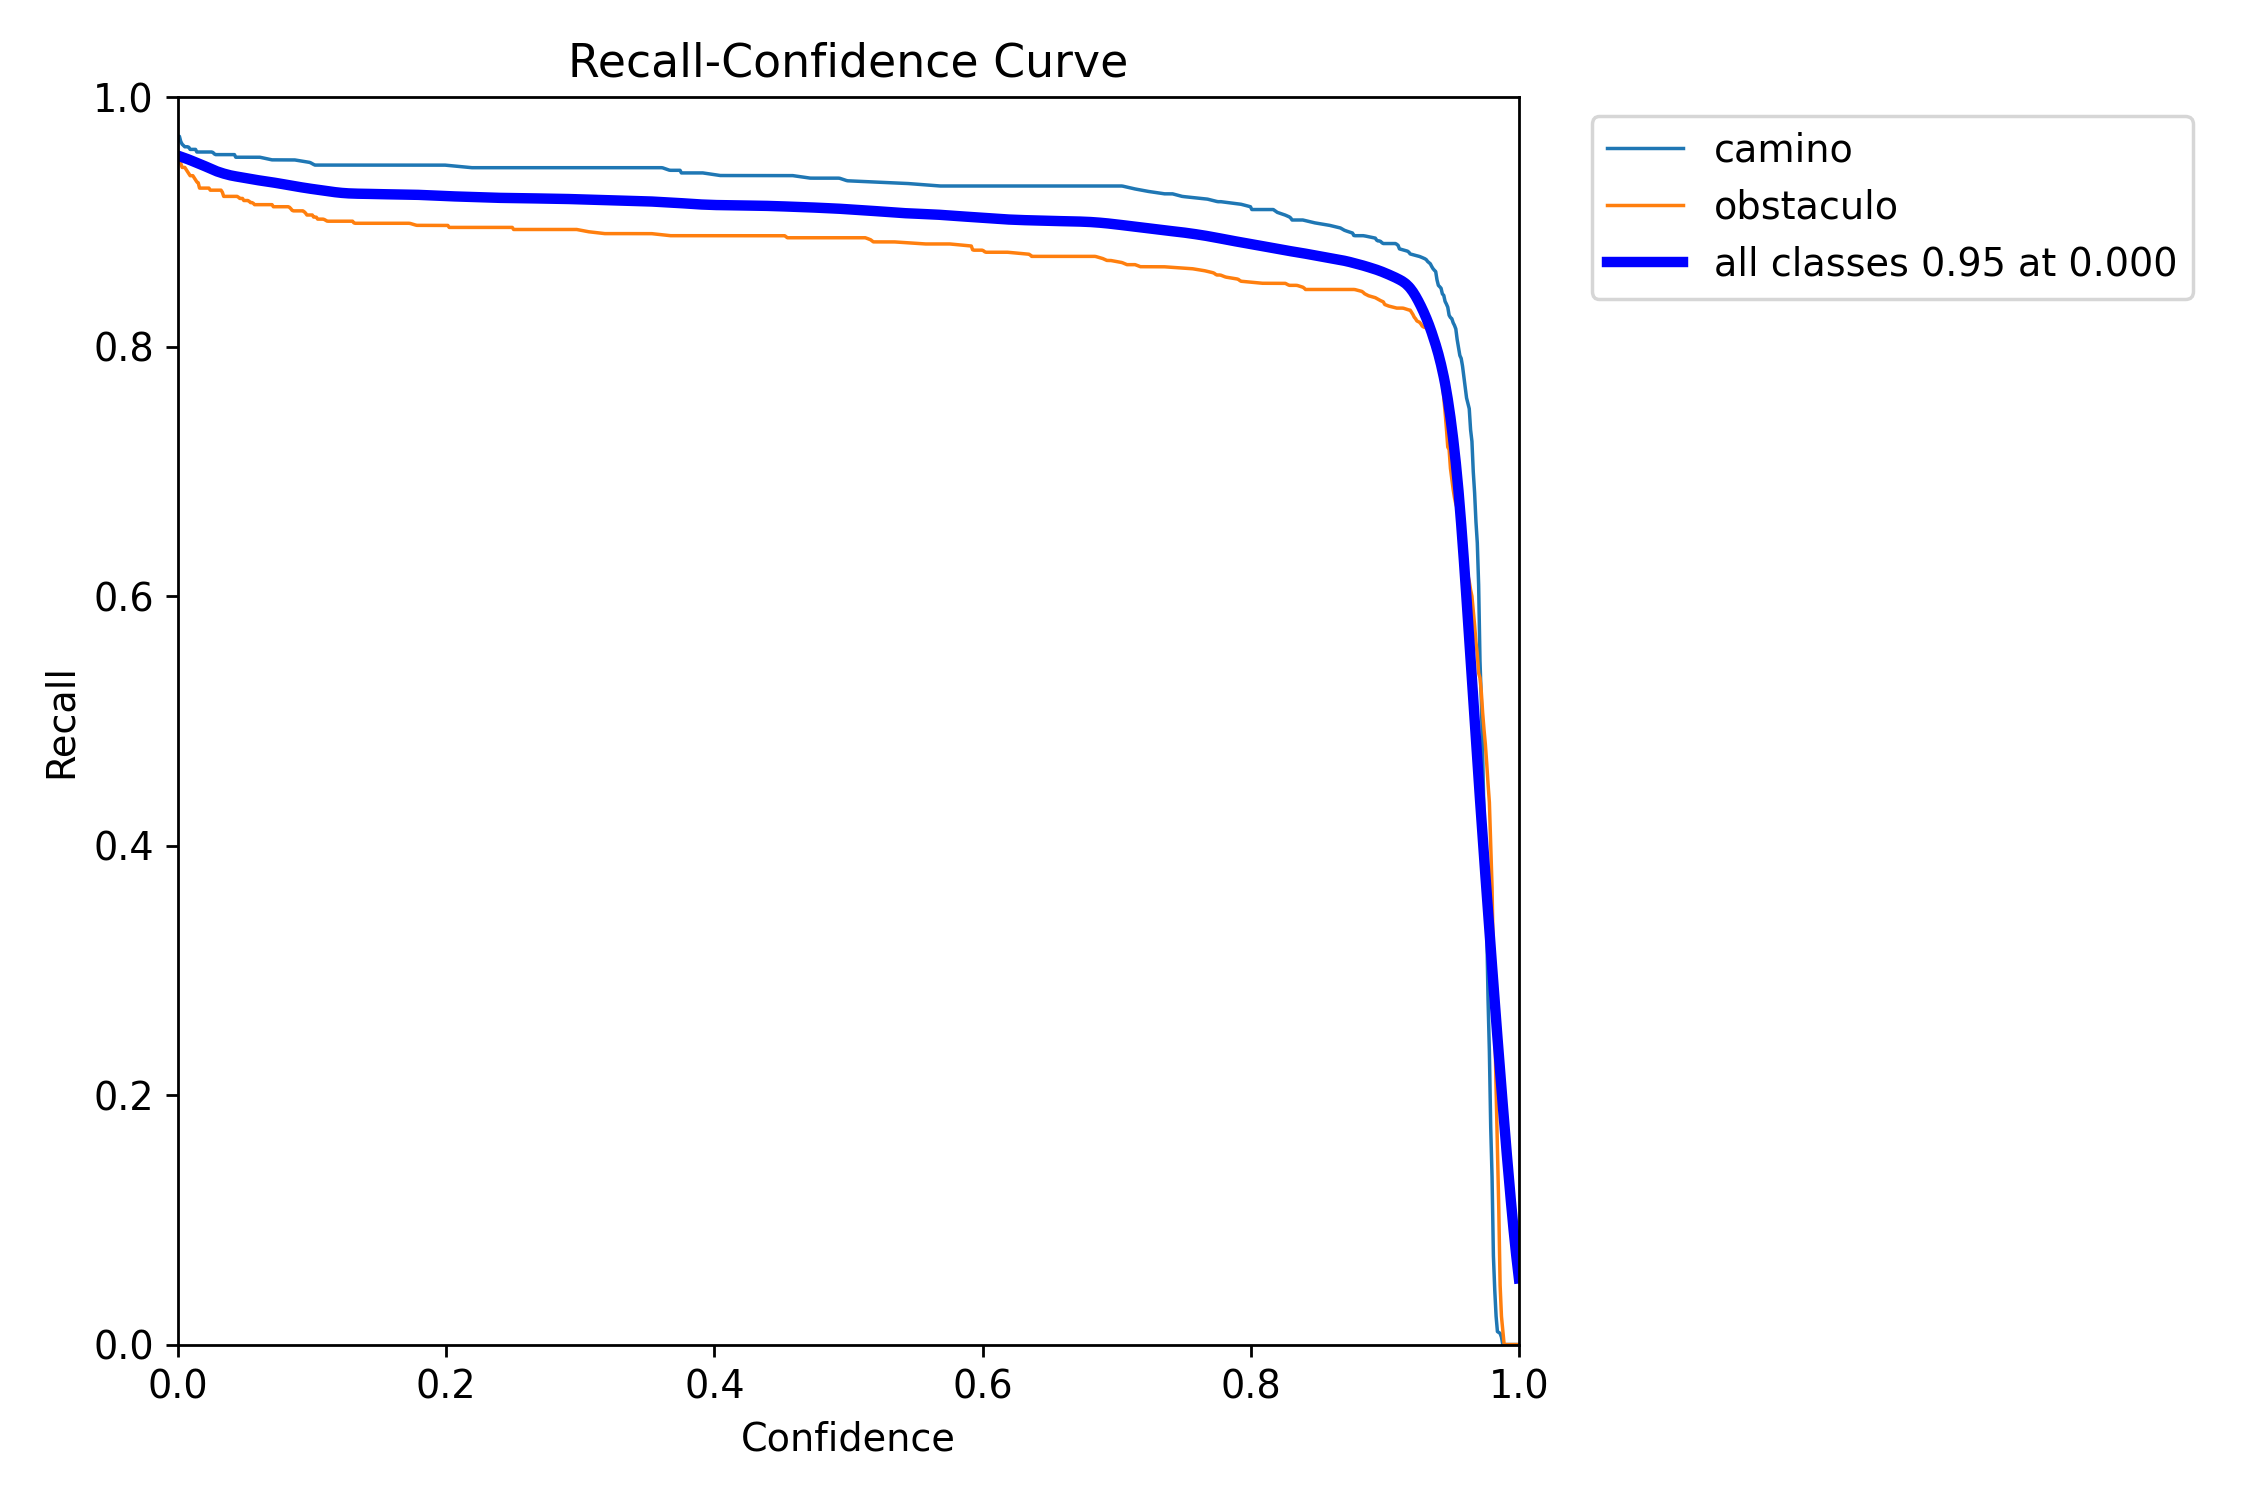 Recall-Confidence Curve
1.0
0.8
0.6
0.4
0.2
0.0
Recall
0.0 0.2 0.4 0.6 0.8 1.0
Confidence
camino
obstaculo
all classes 0.95 at 0.000